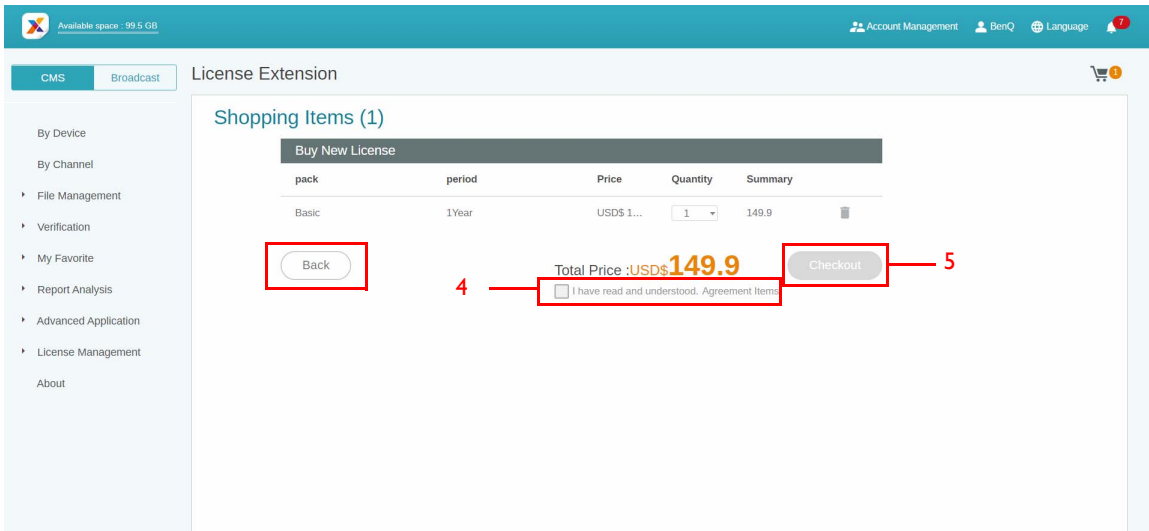 Available space : 99.5 GB
Account Management BenQ Language 7
CMS Broadcast
License Extension 1
Shopping Items (1)
By Device
By Channel
File Management
Verification
My Favorite
Report Analysis
Advanced Application
License Management
About
Buy New License
pack period Price Quantity Summary
Basic 1Year USD$ 1... 1 149.9
Back
Total Price :USD$149.9
Checkout 5
4 I have read and understood. Agreement Items